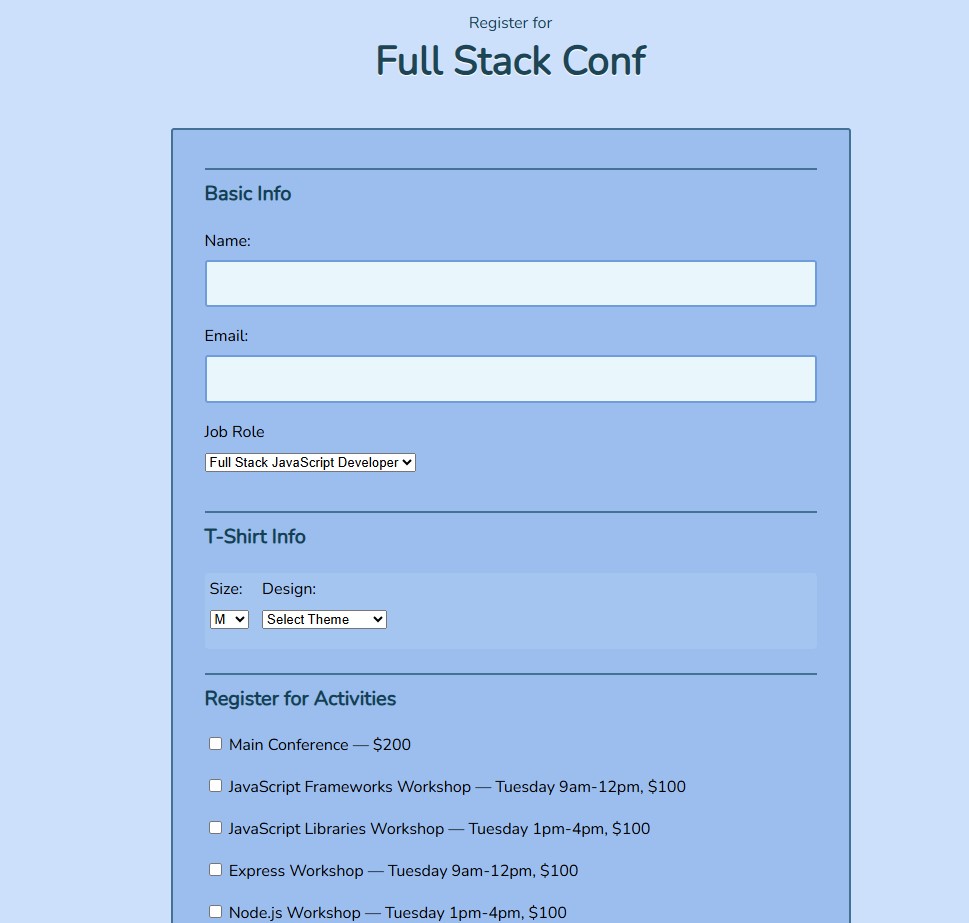 Register for
Full Stack Conf
Basic Info
Name:
Email:
Job Role
Full Stack JavaScript Developer
T-Shirt Info
Size: Design:
M Select Theme
Register for Activities
Main Conference — $200
JavaScript Frameworks Workshop — Tuesday 9am-12pm, $100
JavaScript Libraries Workshop — Tuesday 1pm-4pm, $100
Express Workshop — Tuesday 9am-12pm, $100
Node.js Workshop — Tuesday 1pm-4pm, $100